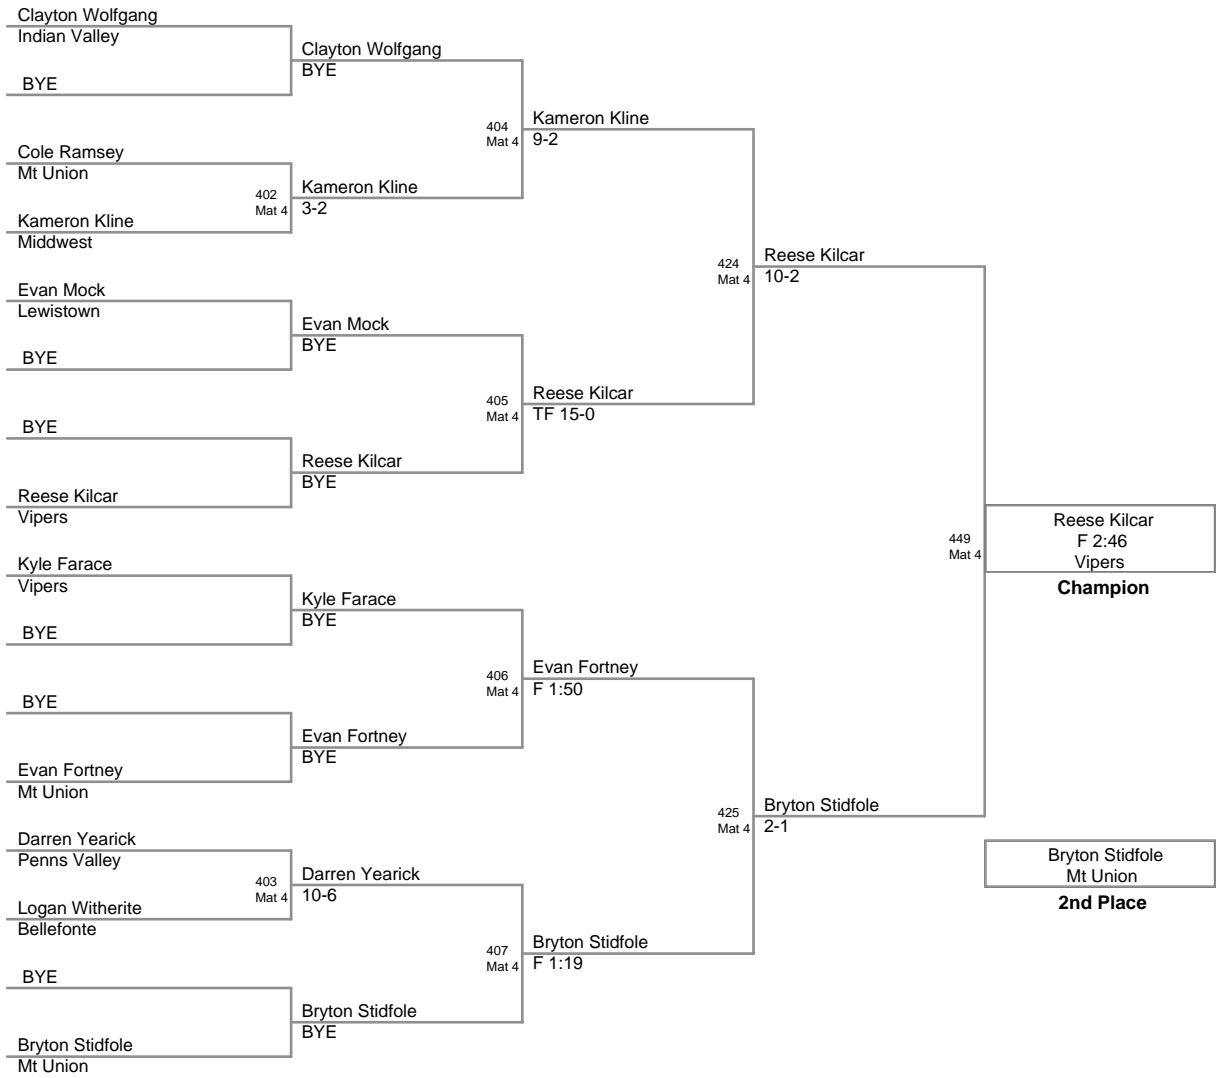 Clayton Wolfgang
Indian Valley
BYE
Cole Ramsey
Mt Union
Kameron Kline
Middwest
Evan Mock
Lewistown
BYE
BYE
Reese Kilcar
Vipers
Kyle Farace
Vipers
BYE
BYE
Evan Fortney
Mt Union
Darren Yearick
Penns Valley
Logan Witherite
Bellefonte
BYE
Bryton Stidfole
Mt Union
Clayton Wolfgang
BYE
402
Mat 4
Kameron Kline
3-2
Evan Mock
BYE
Reese Kilcar
BYE
Kyle Farace
BYE
Evan Fortney
BYE
403
Mat 4
Darren Yearick
10-6
Bryton Stidfole
BYE
404
Mat 4
Kameron Kline
9-2
405
Mat 4
Reese Kilcar
TF 15-0
406
Mat 4
Evan Fortney
F 1:50
407
Mat 4
Bryton Stidfole
F 1:19
424
Mat 4
Reese Kilcar
10-2
425
Mat 4
Bryton Stidfole
2-1
449
Mat 4
Reese Kilcar
F 2:46
Vipers
Champion
Bryton Stidfole
Mt Union
2nd Place